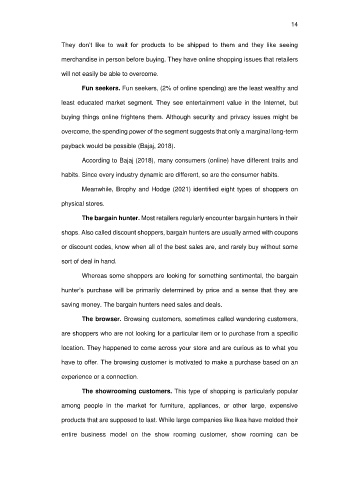 14
They don't like to wait for products to be shipped to them and they like seeing
merchandise in person before buying. They have online shopping issues that retailers
will not easily be able to overcome.
Fun seekers. Fun seekers, (2% of online spending) are the least wealthy and
least educated market segment. They see entertainment value in the Internet, but
buying things online frightens them. Although security and privacy issues might be
overcome, the spending power of the segment suggests that only a marginal long-term
payback would be possible (Bajaj, 2018).
According to Bajaj (2018), many consumers (online) have different traits and
habits. Since every industry dynamic are different, so are the consumer habits.
Meanwhile, Brophy and Hodge (2021) identified eight types of shoppers on
physical stores.
The bargain hunter. Most retailers regularly encounter bargain hunters in their
shops. Also called discount shoppers, bargain hunters are usually armed with coupons
or discount codes, know when all of the best sales are, and rarely buy without some
sort of deal in hand.
Whereas some shoppers are looking for something sentimental, the bargain
hunter's purchase will be primarily determined by price and a sense that they are
saving money. The bargain hunters need sales and deals.
The browser. Browsing customers, sometimes called wandering customers,
are shoppers who are not looking for a particular item or to purchase from a specific
location. They happened to come across your store and are curious as to what you
have to offer. The browsing customer is motivated to make a purchase based on an
experience or a connection.
The showrooming customers. This type of shopping is particularly popular
among people in the market for furniture, appliances, or other large, expensive
products that are supposed to last. While large companies like Ikea have molded their
entire business model on the show rooming customer, show rooming can be